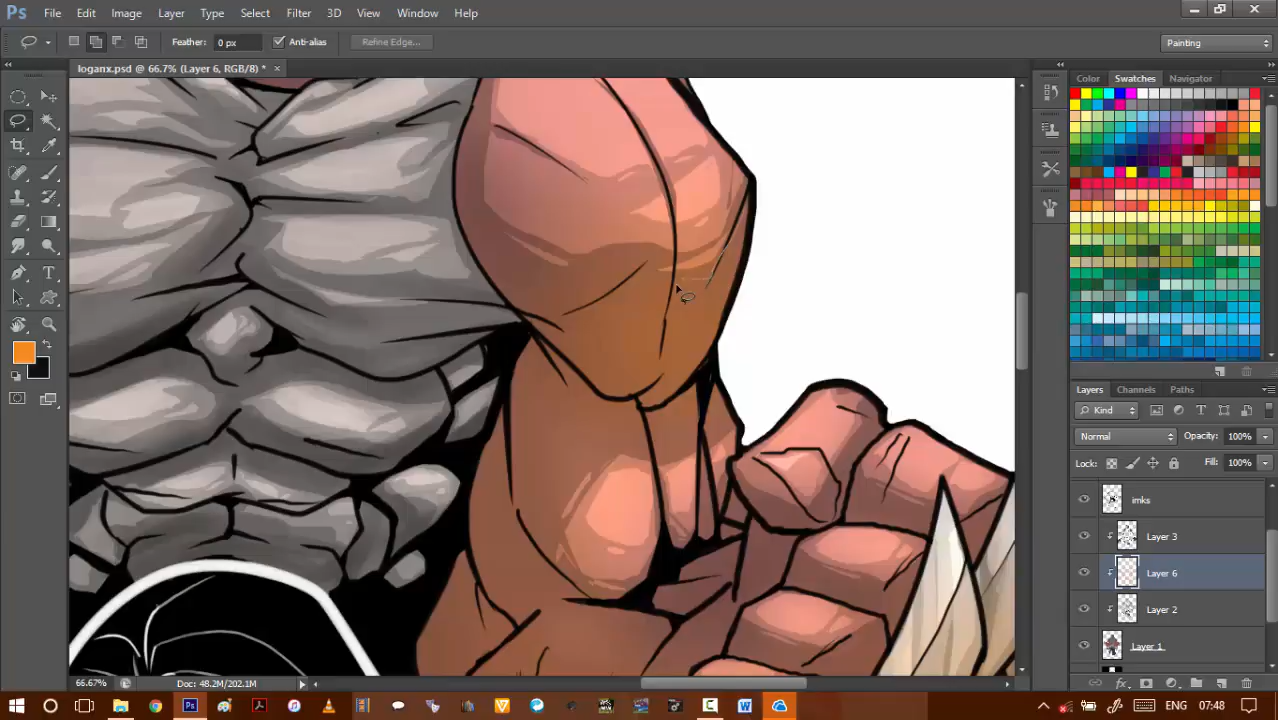 Ps File Edit Image Layer Type Select Filter 3D View Window Help
Feather: 0 px Anti-alias Refine Edge... Painting
loganx.psd @ 66.7% (Layer 6, RGB/8) * ×
Color Swatches Navigator
Layers Channels Paths
Kind
Normal Opacity: 100%
Lock: Fill: 100%
imks
Layer 3
Layer 6
Layer 2
Layer 1
66.67% Doc: 48.2M/202.1M
ENG 07:48